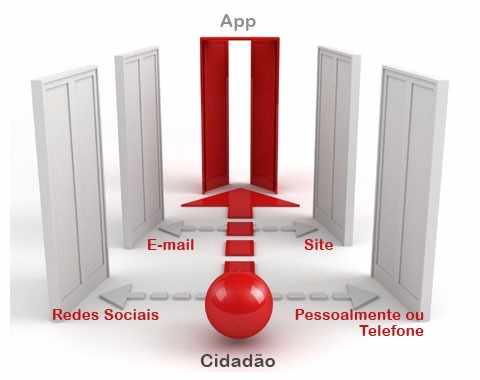 App
E-mail
Site
Redes Sociais
Pessoalmente ou
Telefone
Cidadão